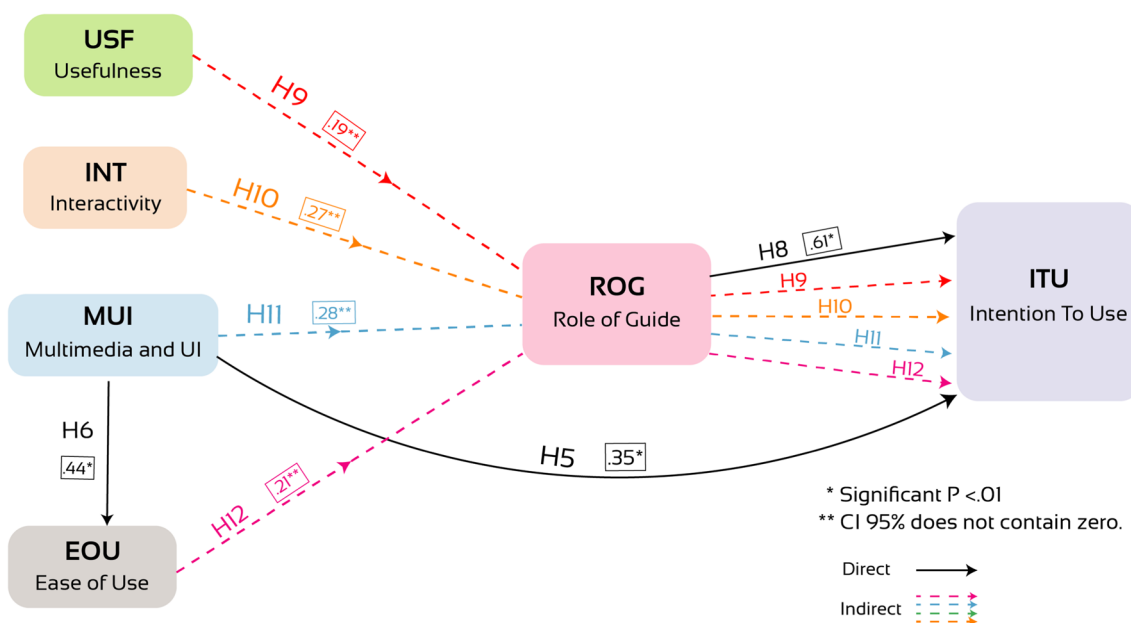 USF
Usefulness
H9
.19**
INT
Interactivity
H10
.27**
MUI
Multimedia and UI
H11
.28**
ROG
Role of Guide
H8
.61*
H9
H10
H11
H12
ITU
Intention To Use
H6
.44*
H5
.35*
H12
.21**
EOU
Ease of Use
* Significant P <.01
** CI 95% does not contain zero.
Direct
Indirect